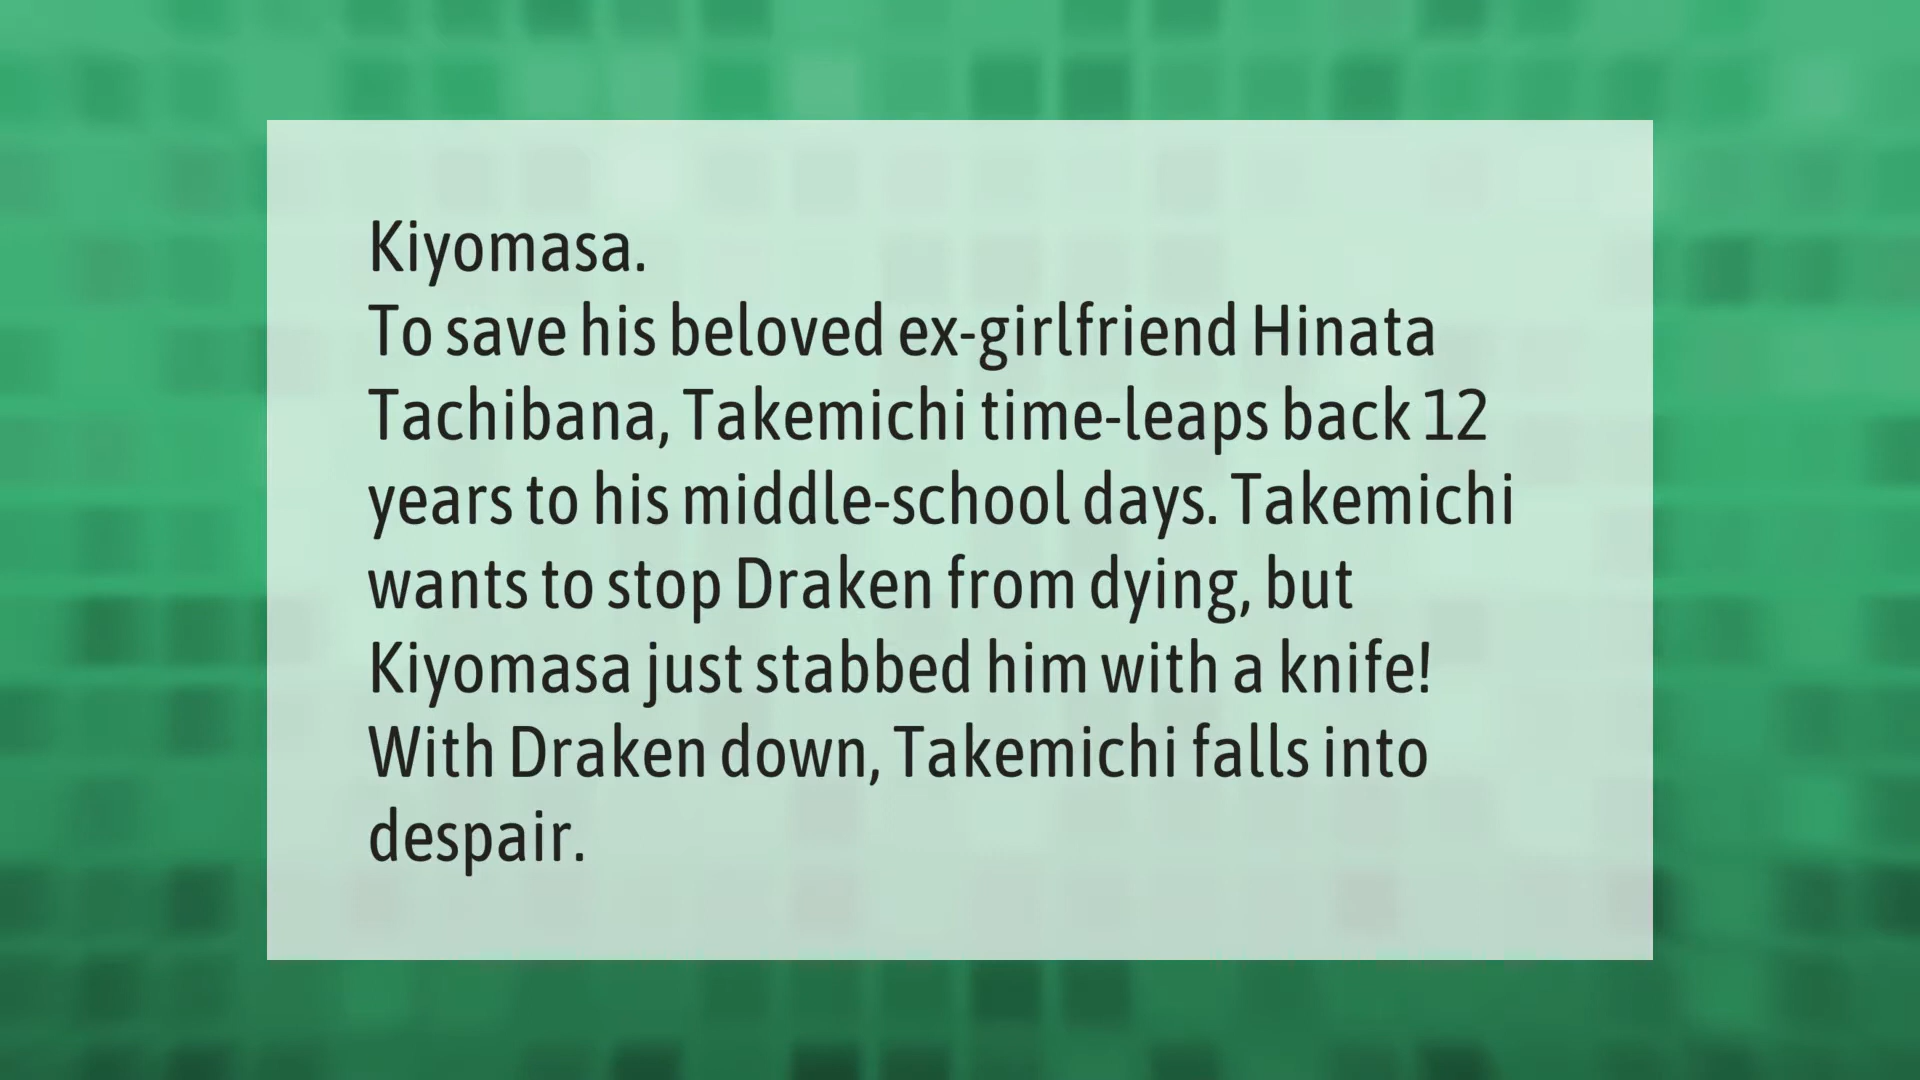 Kiyomasa.
To save his beloved ex-girlfriend Hinata
Tachibana, Takemichi time-leaps back 12
years to his middle-school days. Takemichi
wants to stop Draken from dying, but
Kiyomasa just stabbed him with a knife!
With Draken down, Takemichi falls into
despair.